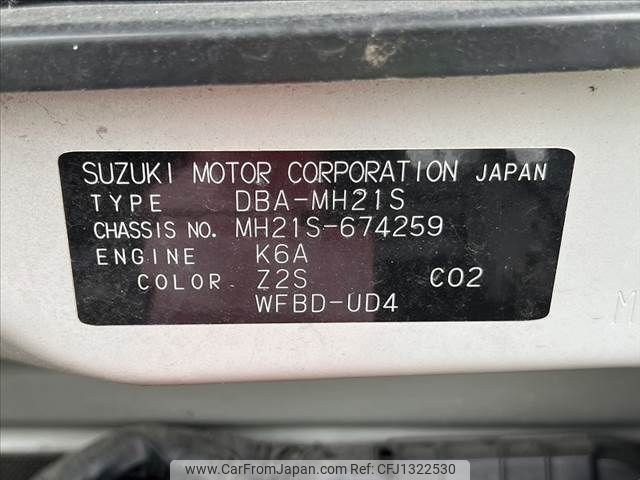 SUZUKI MOTOR CORPORATION JAPAN
TYPE DBA-MH21S
CHASSIS NO. MH21S-674259
ENGINE K6A
COLOR Z2S C02
WFBD-UD4
M
www.CarFromJapan.com - CFJ1322530